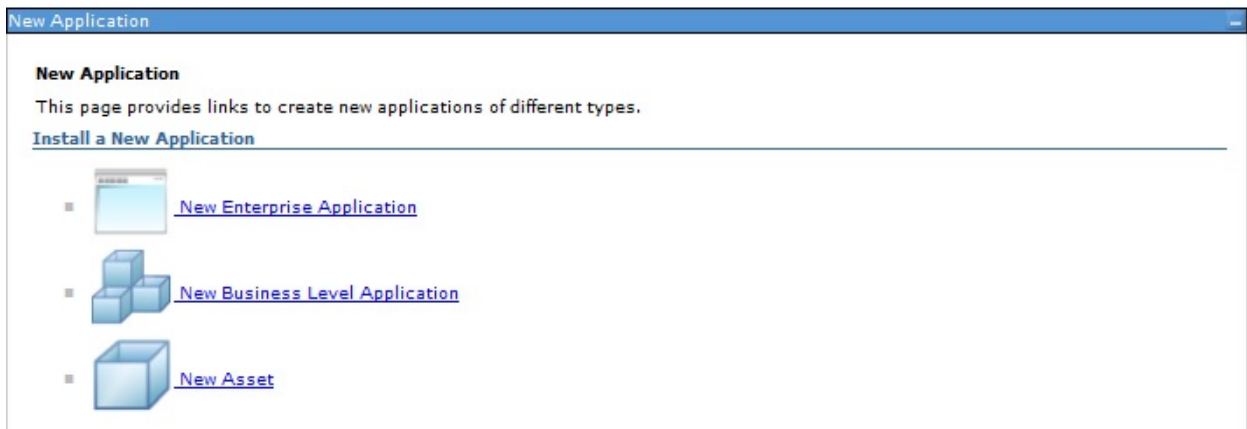 New Application
New Application
This page provides links to create new applications of different types.
Install a New Application
New Enterprise Application
New Business Level Application
New Asset